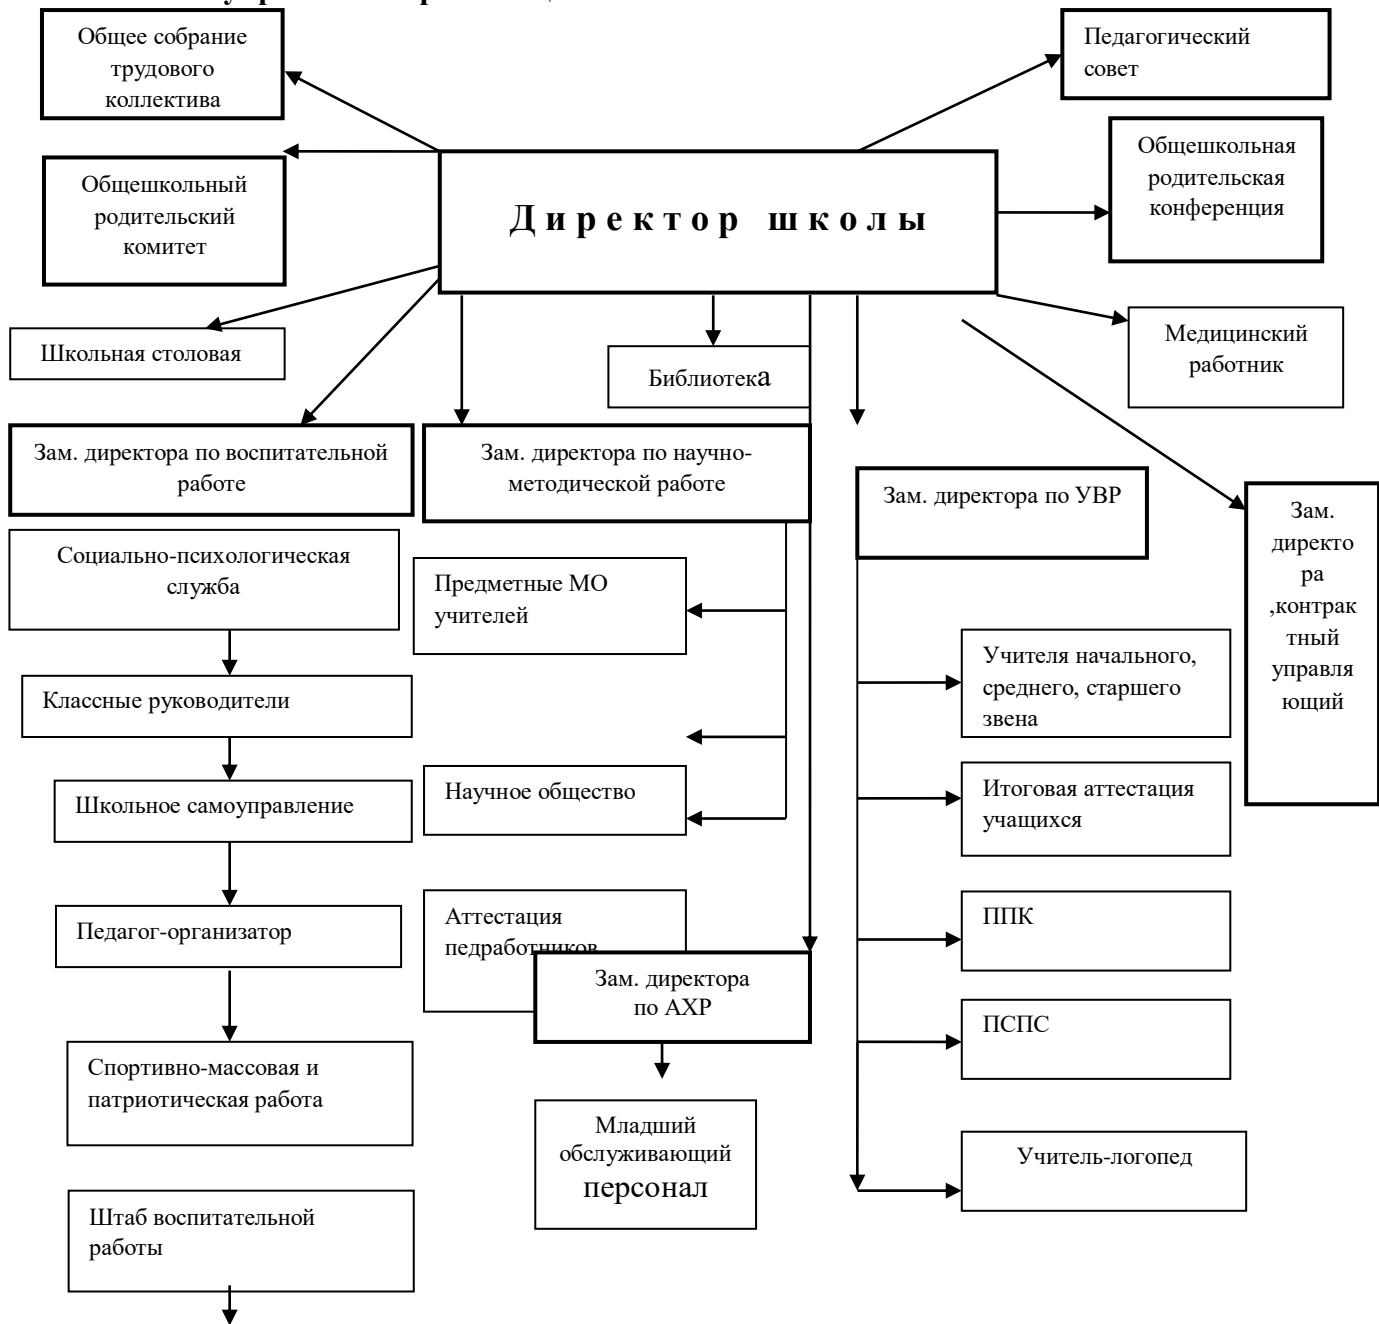 Общее собрание
трудового
коллектива
Педагогический
совет
Общешкольный
родительский
комитет
Директор школы
Общешкольная
родительская
конференция
Школьная столовая
Библиотека
Медицинский
работник
Зам. директора по воспитательной
работе
Зам. директора по научно-
методической работе
Зам. директора по УВР
Зам.
директо
ра
,контрак
тный
управля
ющий
Социально-психологическая
служба
Предметные МО
учителей
Учителя начального,
среднего, старшего
звена
Классные руководители
Школьное самоуправление
Научное общество
Итоговая аттестация
учащихся
Педагог-организатор
Аттестация
педработников
ППК
Зам. директора
по АХР
ПСПС
Спортивно-массовая и
патриотическая работа
Младший
обслуживающий
персонал
Учитель-логопед
Штаб воспитательной
работы